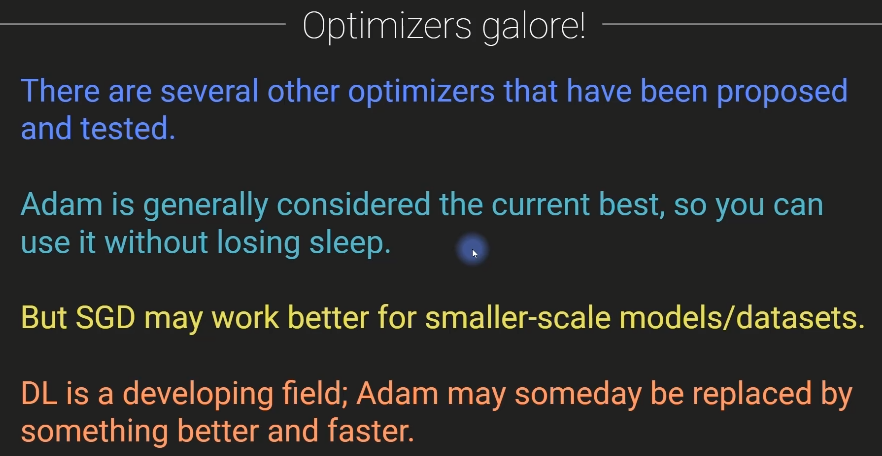 Optimizers galore!
There are several other optimizers that have been proposed
and tested.
Adam is generally considered the current best, so you can
use it without losing sleep.
But SGD may work better for smaller-scale models/datasets.
DL is a developing field; Adam may someday be replaced by
something better and faster.